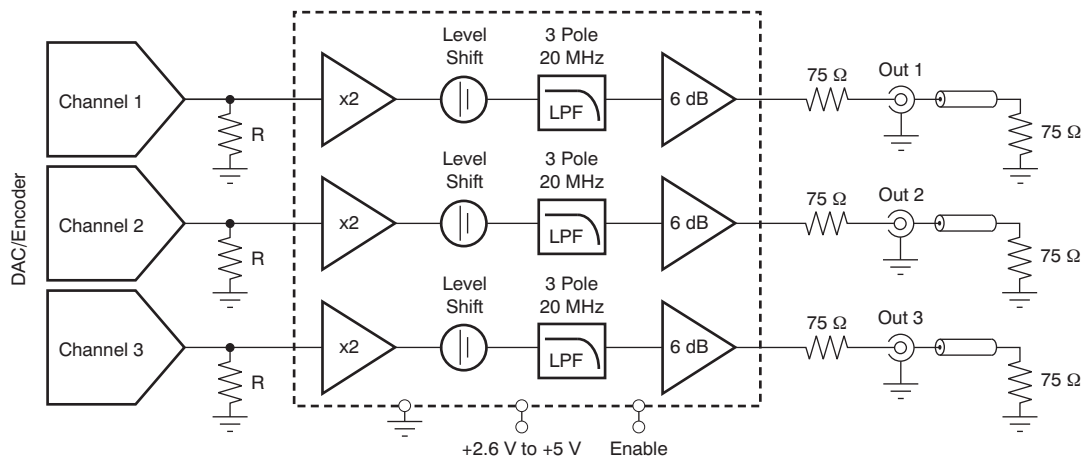 DAC/Encoder
Channel 1
R
x2
Level
Shift
3 Pole
20 MHz
LPF
6 dB
75 Ω
Out 1
75 Ω
Channel 2
R
x2
Level
Shift
3 Pole
20 MHz
LPF
6 dB
75 Ω
Out 2
75 Ω
Channel 3
R
x2
Level
Shift
3 Pole
20 MHz
LPF
6 dB
75 Ω
Out 3
75 Ω
+2.6 V to +5 V
Enable